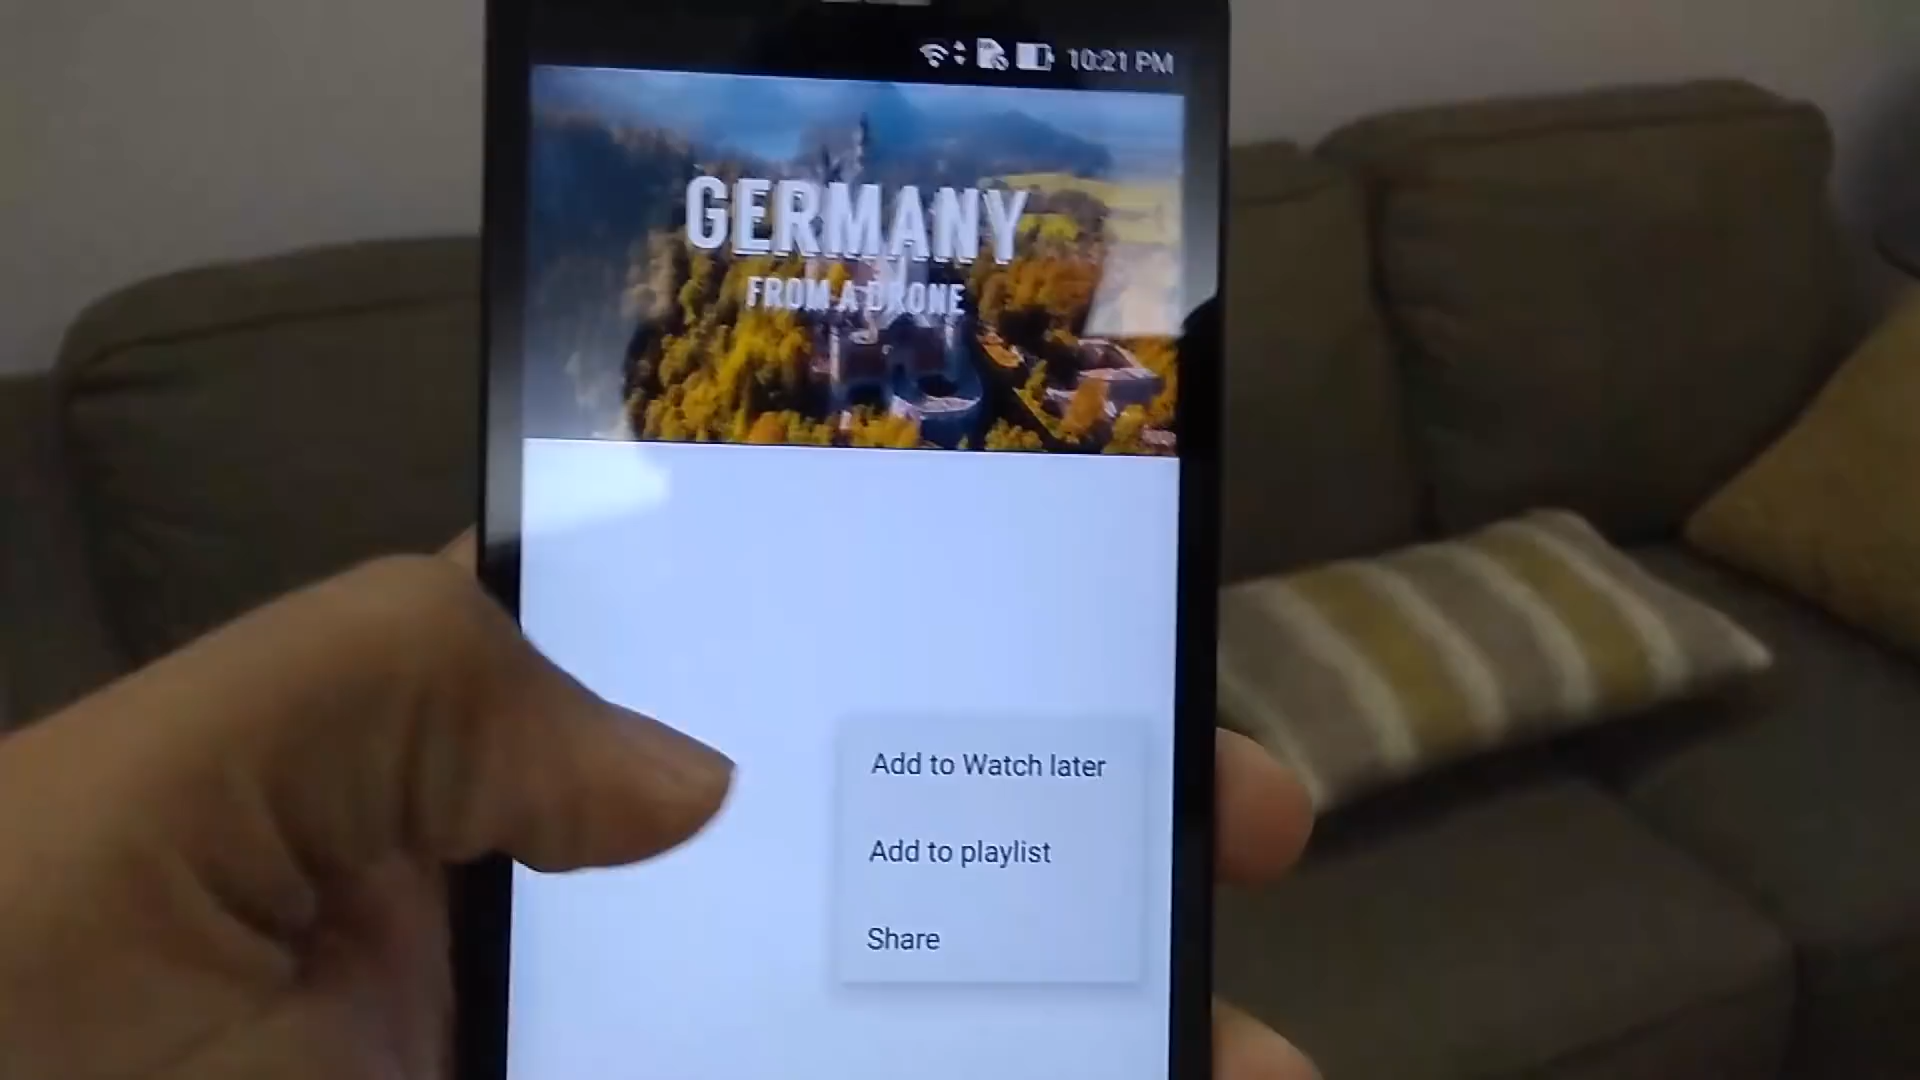 10:21 PM
GERMANY
FROM A DRONE
Add to Watch later
Add to playlist
Share